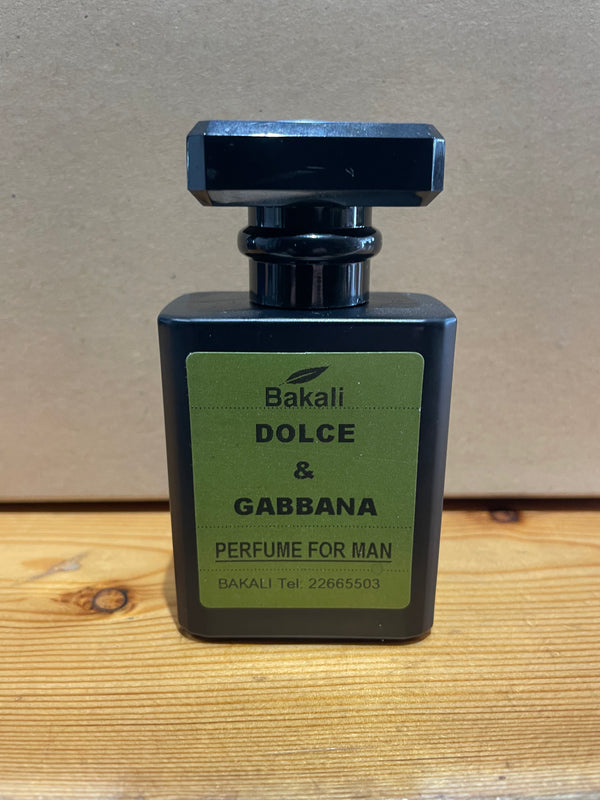 Bakali
DOLCE
&
GABBANA
PERFUME FOR MAN
BAKALI Tel: 22665503